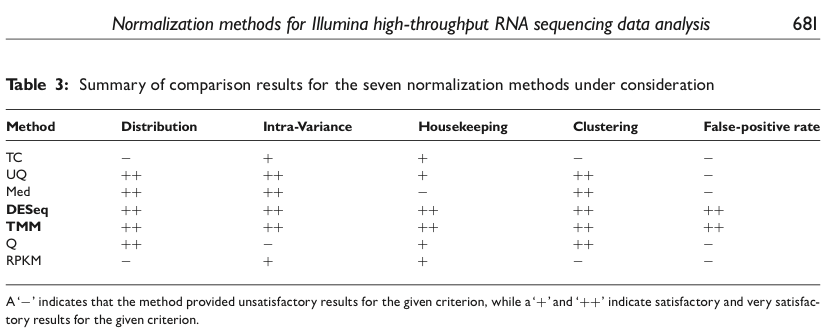 Normalization methods for Illumina high-throughput RNA sequencing data analysis 681
Table 3: Summary of comparison results for the seven normalization methods under consideration
Method Distribution Intra-Variance Housekeeping Clustering False-positive rate
TC − + + − −
UQ ++ ++ + ++ −
Med ++ ++ − ++ −
DESeq ++ ++ ++ ++ ++
TMM ++ ++ ++ ++ ++
Q ++ − + ++ −
RPKM − + + − −
A ‘−’ indicates that the method provided unsatisfactory results for the given criterion, while a ‘+’ and ‘++’ indicate satisfactory and very satisfac-
tory results for the given criterion.